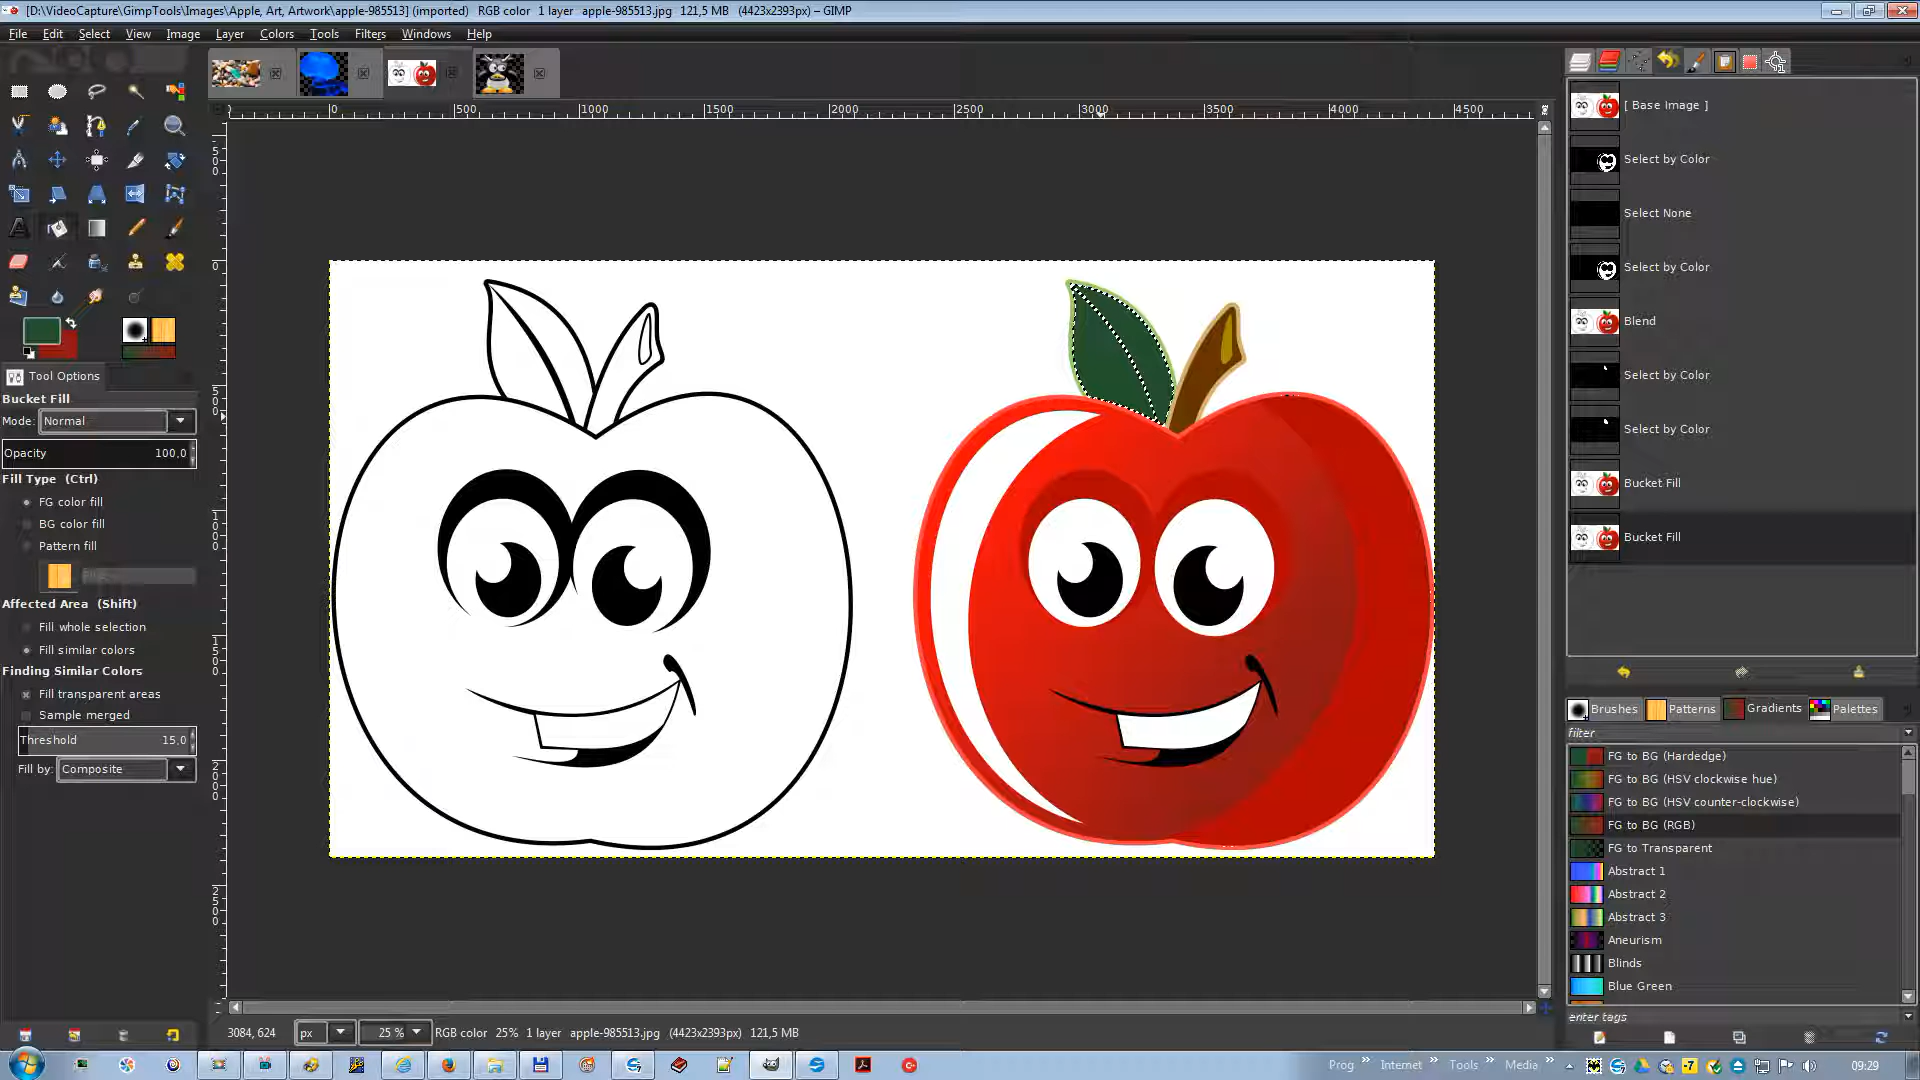 [D:\VideoCapture\GimpTools\Images\Apple, Art, Artwork\apple-985513] (imported)   RGB color   1 layer   apple-985513.jpg   121,5 MB   (4423x2393px) – GIMP
File Edit Select View Image Layer Colors Tools Filters Windows Help
0 500 1000 1500 2000 2500 3000 3500 4000 4500
500
0
500
1000
1500
2000
2500
Tool Options
Bucket Fill
Mode: Normal
Opacity 100,0
Fill Type (Ctrl)
FG color fill
BG color fill
Pattern fill
Affected Area (Shift)
Fill whole selection
Fill similar colors
Finding Similar Colors
Fill transparent areas
Sample merged
Threshold 15,0
Fill by: Composite
[ Base Image ]
Select by Color
Select None
Select by Color
Blend
Select by Color
Select by Color
Bucket Fill
Bucket Fill
Brushes Patterns Gradients Palettes
filter
FG to BG (Hardedge)
FG to BG (HSV clockwise hue)
FG to BG (HSV counter-clockwise)
FG to BG (RGB)
FG to Transparent
Abstract 1
Abstract 2
Abstract 3
Aneurism
Blinds
Blue Green
enter tags
3084, 624 px 25 % RGB color 25% 1 layer apple-985513.jpg (4423x2393px) 121,5 MB
Prog » Internet » Tools » Media » -7 09:29